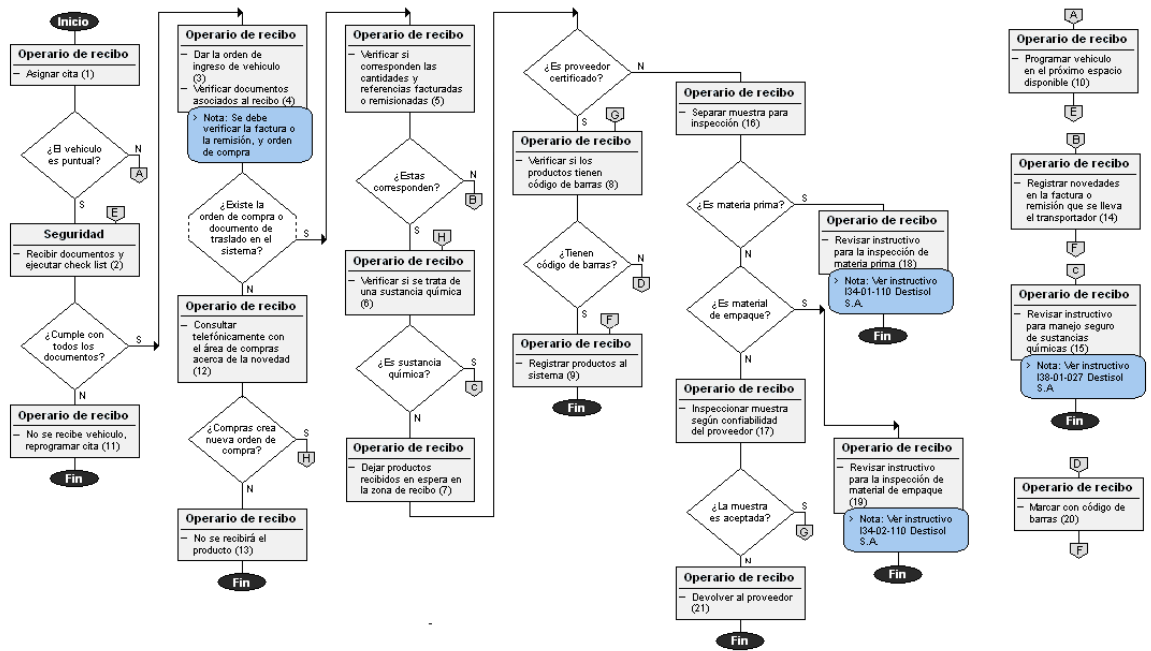 Inicio
Operario de recibo
– Asignar cita (1)
¿El vehiculo
es puntual?
N
A
S
E
Seguridad
– Recibir documentos y
ejecutar check list (2)
¿Cumple con
todos los
documentos?
S
N
Operario de recibo
– No se recibe vehiculo,
reprogramar cita (11)
Fin
Operario de recibo
– Dar la orden de
ingreso de vehiculo
(3)
– Verificar documentos
asociados al recibo (4)
> Nota: Se debe
verificar la factura o
la remisión, y orden
de compra
¿Existe la
orden de compra o
documento de
traslado en el
sistema?
S
N
Operario de recibo
– Consultar
telefónicamente con
el área de compras
acerca de la novedad
(12)
¿Compras crea
nueva orden de
compra?
S
H
N
Operario de recibo
– No se recibirá el
producto (13)
Fin
Operario de recibo
– Verificar si
corresponden las
cantidades y
referencias facturadas
o remisionadas (5)
¿Estas
corresponden?
N
B
S
H
Operario de recibo
– Verificar si se trata de
una sustancia química
(6)
¿Es sustancia
química?
S
C
N
Operario de recibo
– Dejar productos
recibidos en espera en
la zona de recibo (7)
¿Es proveedor
certificado?
N
S
G
Operario de recibo
– Verificar si los
productos tienen
código de barras (8)
¿Tienen
código de barras?
N
D
S
F
Operario de recibo
– Registrar productos al
sistema (9)
Fin
Operario de recibo
– Separar muestra para
inspección (16)
¿Es materia prima?
S
N
Operario de recibo
– Revisar instructivo
para la inspección de
materia prima (18)
> Nota: Ver instructivo
I34-01-110 Destisol
S.A.
Fin
¿Es material
de empaque?
S
N
Operario de recibo
– Inspeccionar muestra
según confiabilidad
del proveedor (17)
¿La muestra
es aceptada?
S
G
N
Operario de recibo
– Devolver al proveedor
(21)
Fin
Operario de recibo
– Revisar instructivo
para la inspección de
material de empaque
(19)
> Nota: Ver instructivo
I34-02-110 Destisol
S.A.
Fin
A
Operario de recibo
– Programar vehiculo
en el próximo espacio
disponible (10)
E
B
Operario de recibo
– Registrar novedades
en la factura o
remisión que se lleva
el transportador (14)
F
C
Operario de recibo
– Revisar instructivo
para manejo seguro
de sustancias
químicas (15)
> Nota: Ver instructivo
I38-01-027 Destisol
S.A
Fin
D
Operario de recibo
– Marcar con código de
barras (20)
F